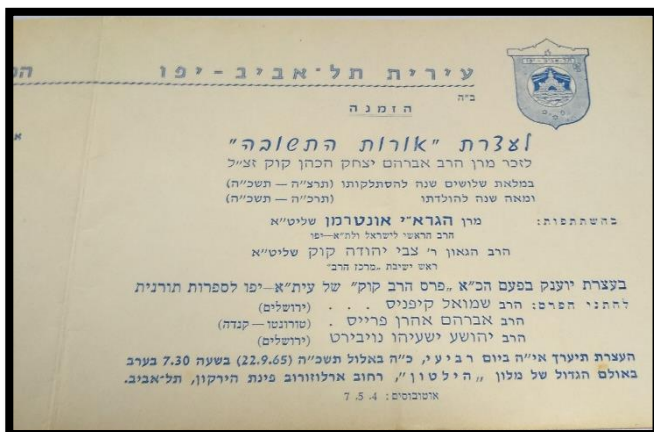 עירית תל־אביב־יפו
ב״ה
הזמנה
לעצרת ״אורות התשובה״
לזכר מרן הרב אברהם יצחק הכהן קוק זצ״ל
במלאת שלושים שנה להסתלקותו (תרצ״ה — תשכ״ה)
ומאה שנה להולדתו (תרכ״ה — תשכ״ה)
בהשתתפות: מרן הגרא״י אונטרמן שליט״א
הרב הראשי לישראל ולת״א—יפו
הרב הגאון ר׳ צבי יהודה קוק שליט״א
ראש ישיבת „מרכז הרב״
בעצרת יוענק בפעם הכ״א „פרס הרב קוק״ של עית״א—יפו לספרות תורנית
לחתני הפרס: הרב שמואל קיפניס . . . (ירושלים)
הרב אברהם אהרן פרייס . (טורונטו — קנדה)
הרב יהושע ישעיהו נויבירט (ירושלים)
העצרת תיערך אי״ה ביום רביעי, כ״ה באלול תשכ״ה (22.9.65) בשעה 7.30 בערב
באולם הגדול של מלון „הילטון״, רחוב ארלוזורוב פינת הירקון, תל־אביב.
אוטובוסים: 4. 5. 7